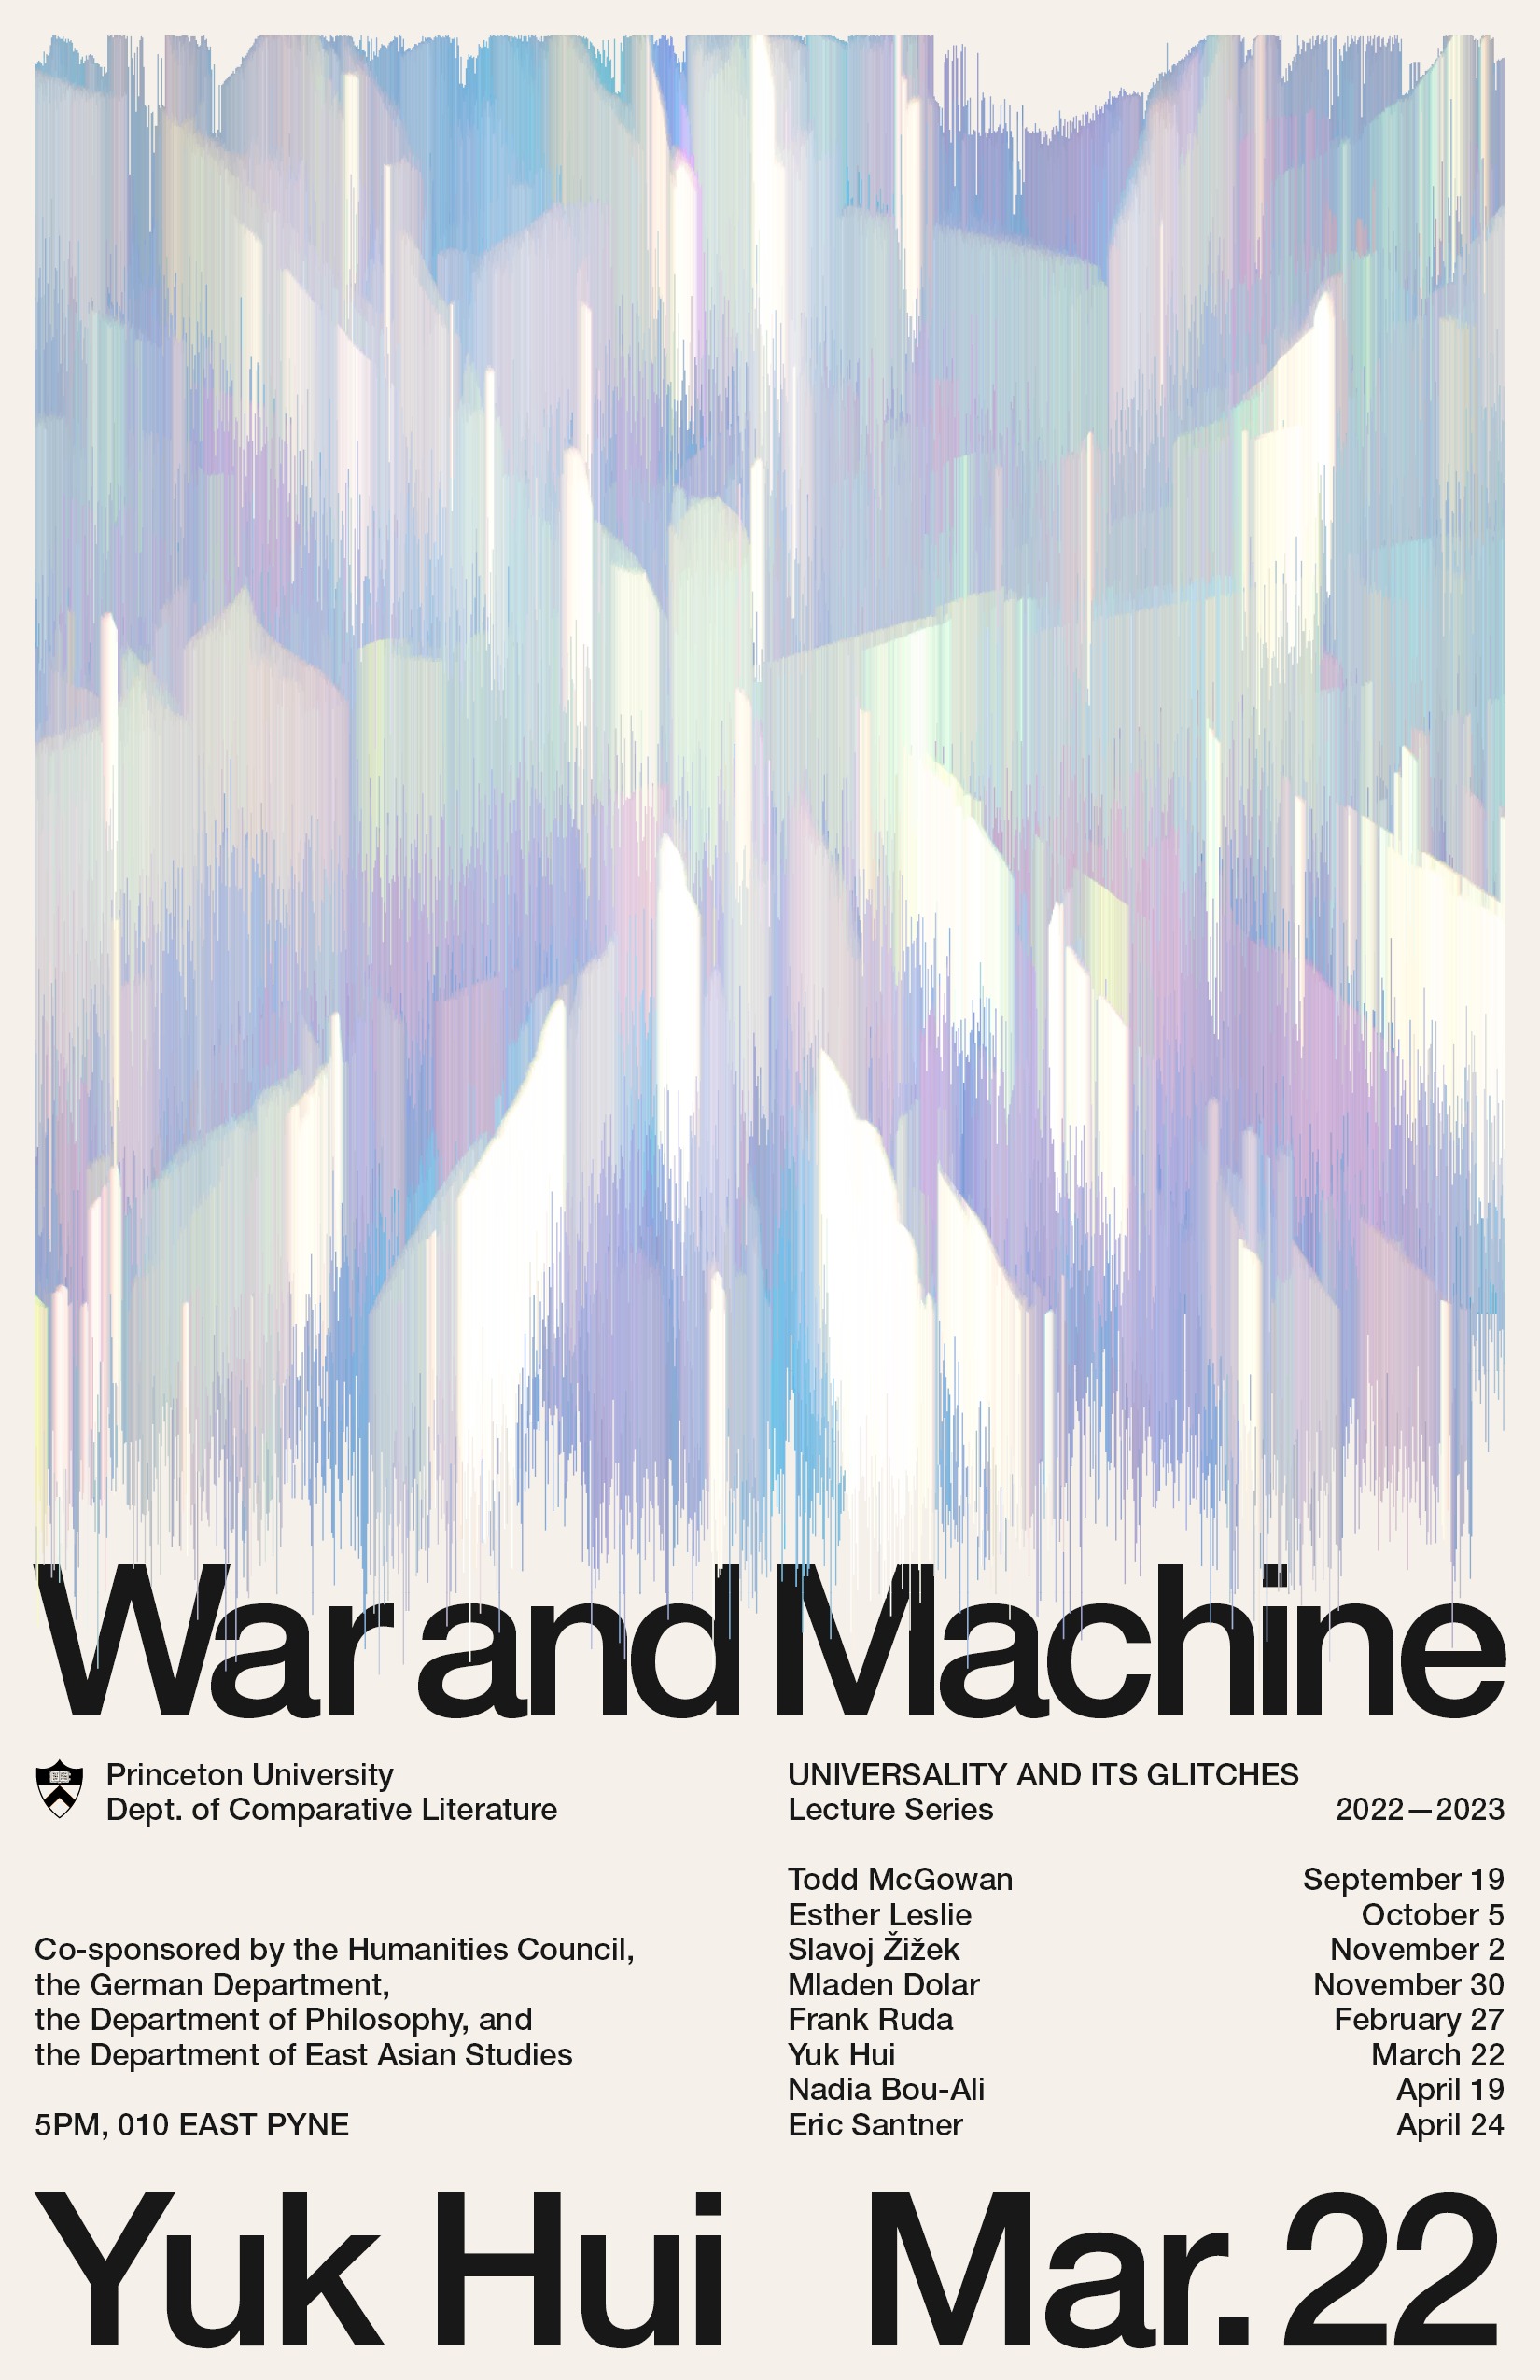 War and Machine
Princeton University
Dept. of Comparative Literature
Co-sponsored by the Humanities Council,
the German Department,
the Department of Philosophy, and
the Department of East Asian Studies
5PM, 010 EAST PYNE
UNIVERSALITY AND ITS GLITCHES
Lecture Series 2022—2023
Todd McGowan September 19
Esther Leslie October 5
Slavoj Žižek November 2
Mladen Dolar November 30
Frank Ruda February 27
Yuk Hui March 22
Nadia Bou-Ali April 19
Eric Santner April 24
Yuk Hui Mar. 22